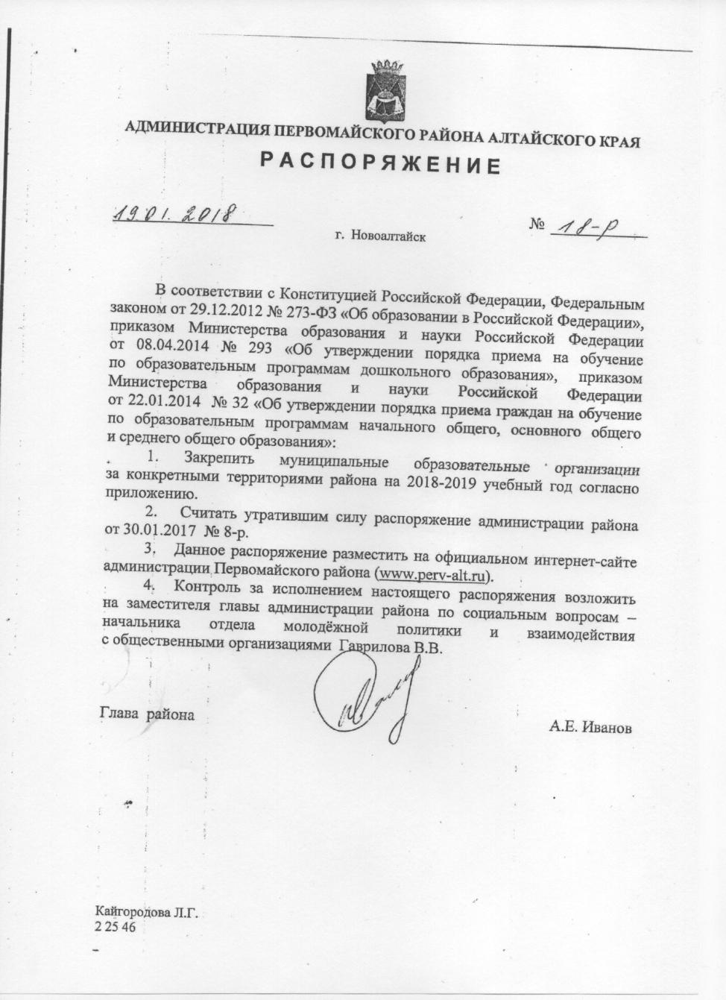 АДМИНИСТРАЦИЯ ПЕРВОМАЙСКОГО РАЙОНА АЛТАЙСКОГО КРАЯ
РАСПОРЯЖЕНИЕ
19.01.2018
№ 18-р
г. Новоалтайск
В соответствии с Конституцией Российской Федерации, Федеральным
законом от 29.12.2012 № 273-ФЗ «Об образовании в Российской Федерации»,
приказом Министерства образования и науки Российской Федерации
от 08.04.2014 № 293 «Об утверждении порядка приема на обучение
по образовательным программам дошкольного образования», приказом
Министерства образования и науки Российской Федерации
от 22.01.2014 № 32 «Об утверждении порядка приема граждан на обучение
по образовательным программам начального общего, основного общего
и среднего общего образования»:
1. Закрепить муниципальные образовательные организации
за конкретными территориями района на 2018-2019 учебный год согласно
приложению.
2. Считать утратившим силу распоряжение администрации района
от 30.01.2017 № 8-р.
3. Данное распоряжение разместить на официальном интернет-сайте
администрации Первомайского района (www.perv-alt.ru).
4. Контроль за исполнением настоящего распоряжения возложить
на заместителя главы администрации района по социальным вопросам –
начальника отдела молодёжной политики и взаимодействия
с общественными организациями Гаврилова В.В.
Глава района
А.Е. Иванов
Кайгородова Л.Г.
2 25 46